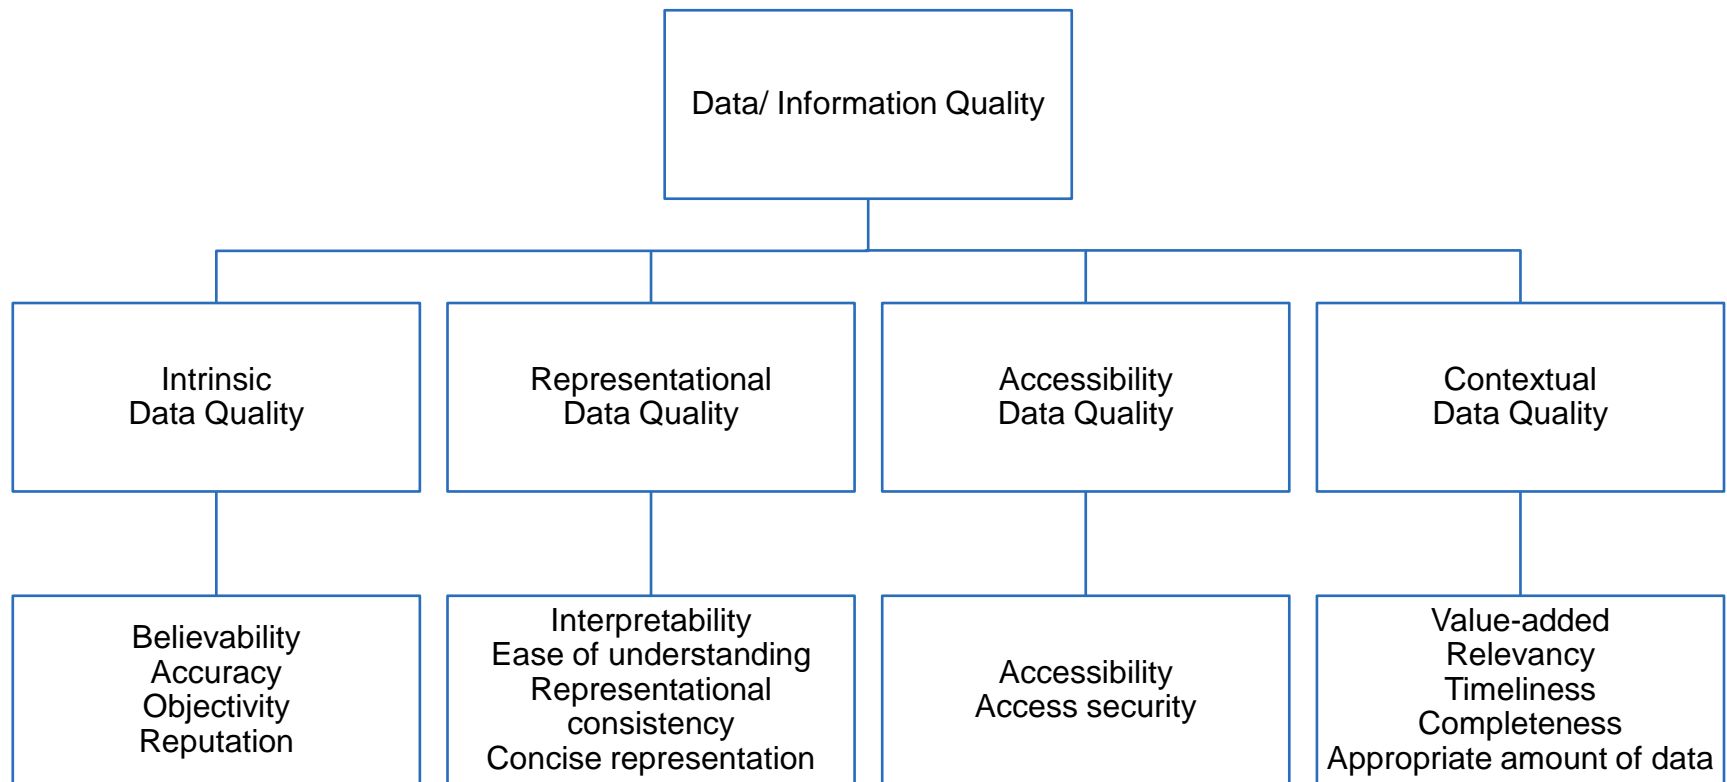 Data/ Information Quality
Intrinsic
Data Quality
Representational
Data Quality
Accessibility
Data Quality
Contextual
Data Quality
Believability
Accuracy
Objectivity
Reputation
Interpretability
Ease of understanding
Representational
consistency
Concise representation
Accessibility
Access security
Value-added
Relevancy
Timeliness
Completeness
Appropriate amount of data